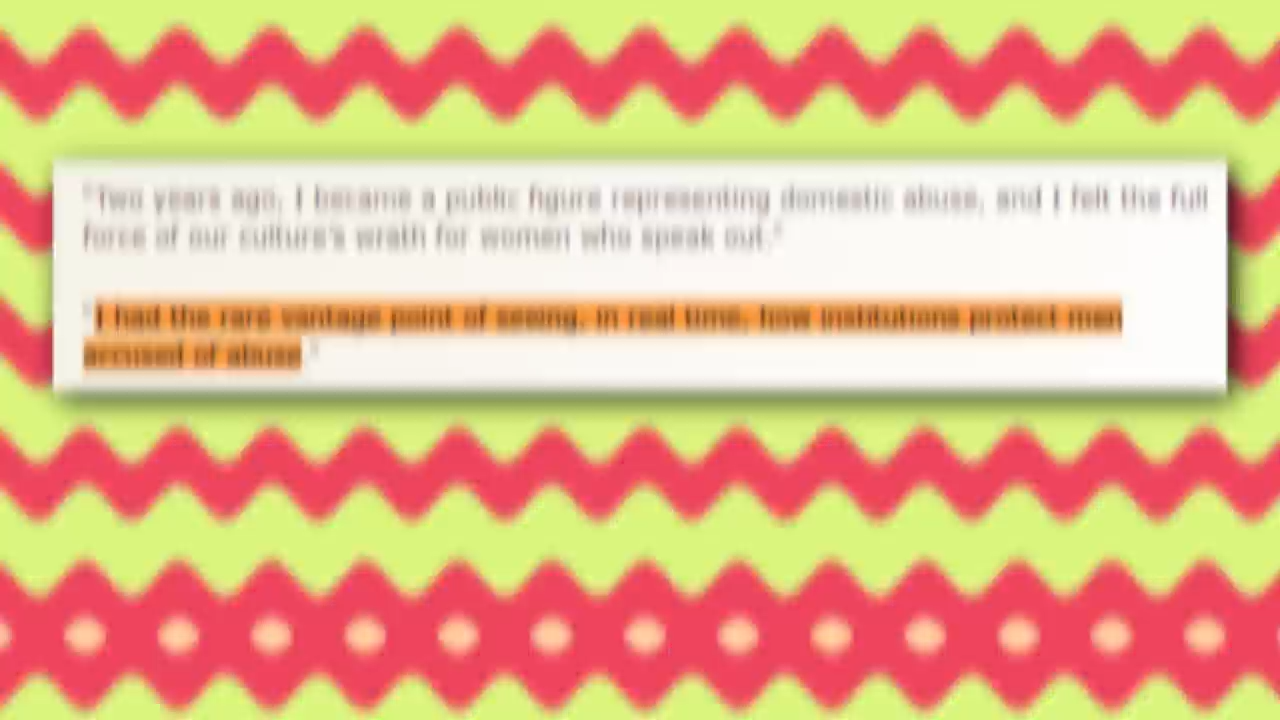 "Two years ago, I became a public figure representing domestic abuse, and I felt the full
force of our culture's wrath for women who speak out."
"I had the rare vantage point of seeing, in real time, how institutions protect men
accused of abuse."